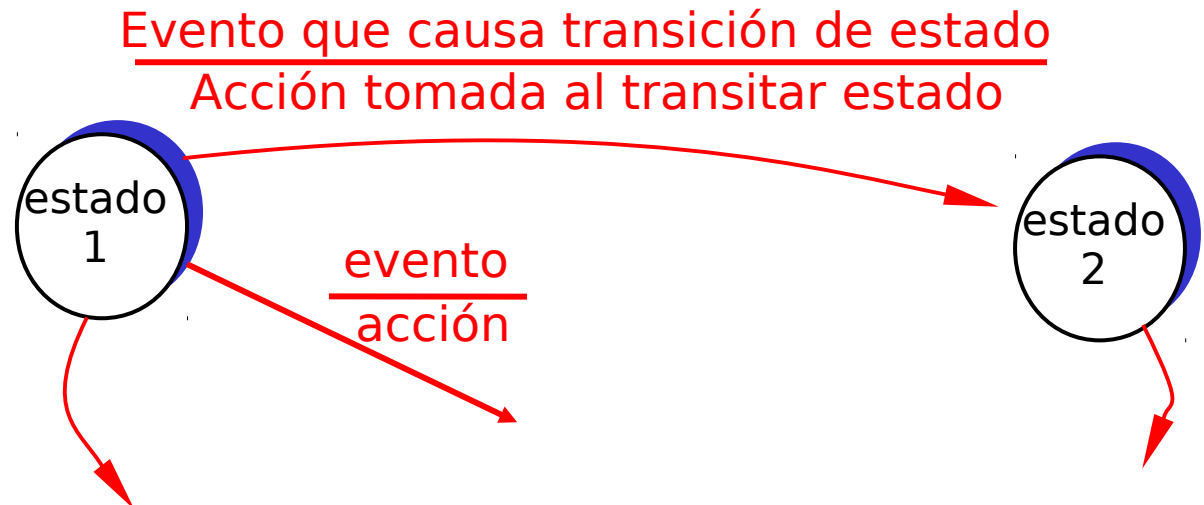 Evento que causa transición de estado
Acción tomada al transitar estado
estado
1
estado
2
evento
acción